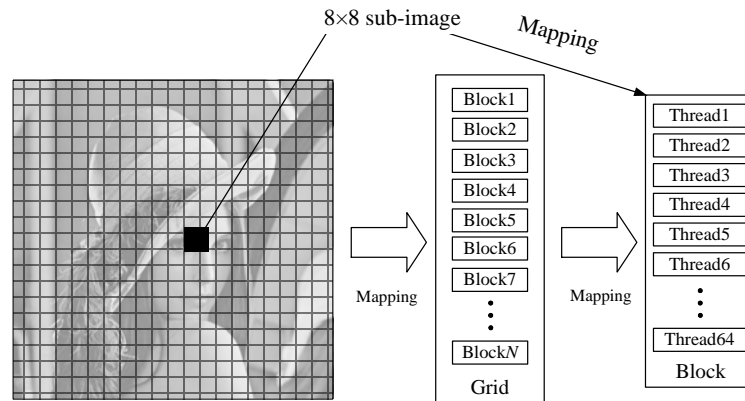 8×8 sub-image
Mapping
Block1
Block2
Block3
Block4
Block5
Block6
Block7
BlockN
Grid
Mapping
Mapping
Thread1
Thread2
Thread3
Thread4
Thread5
Thread6
Thread64
Block